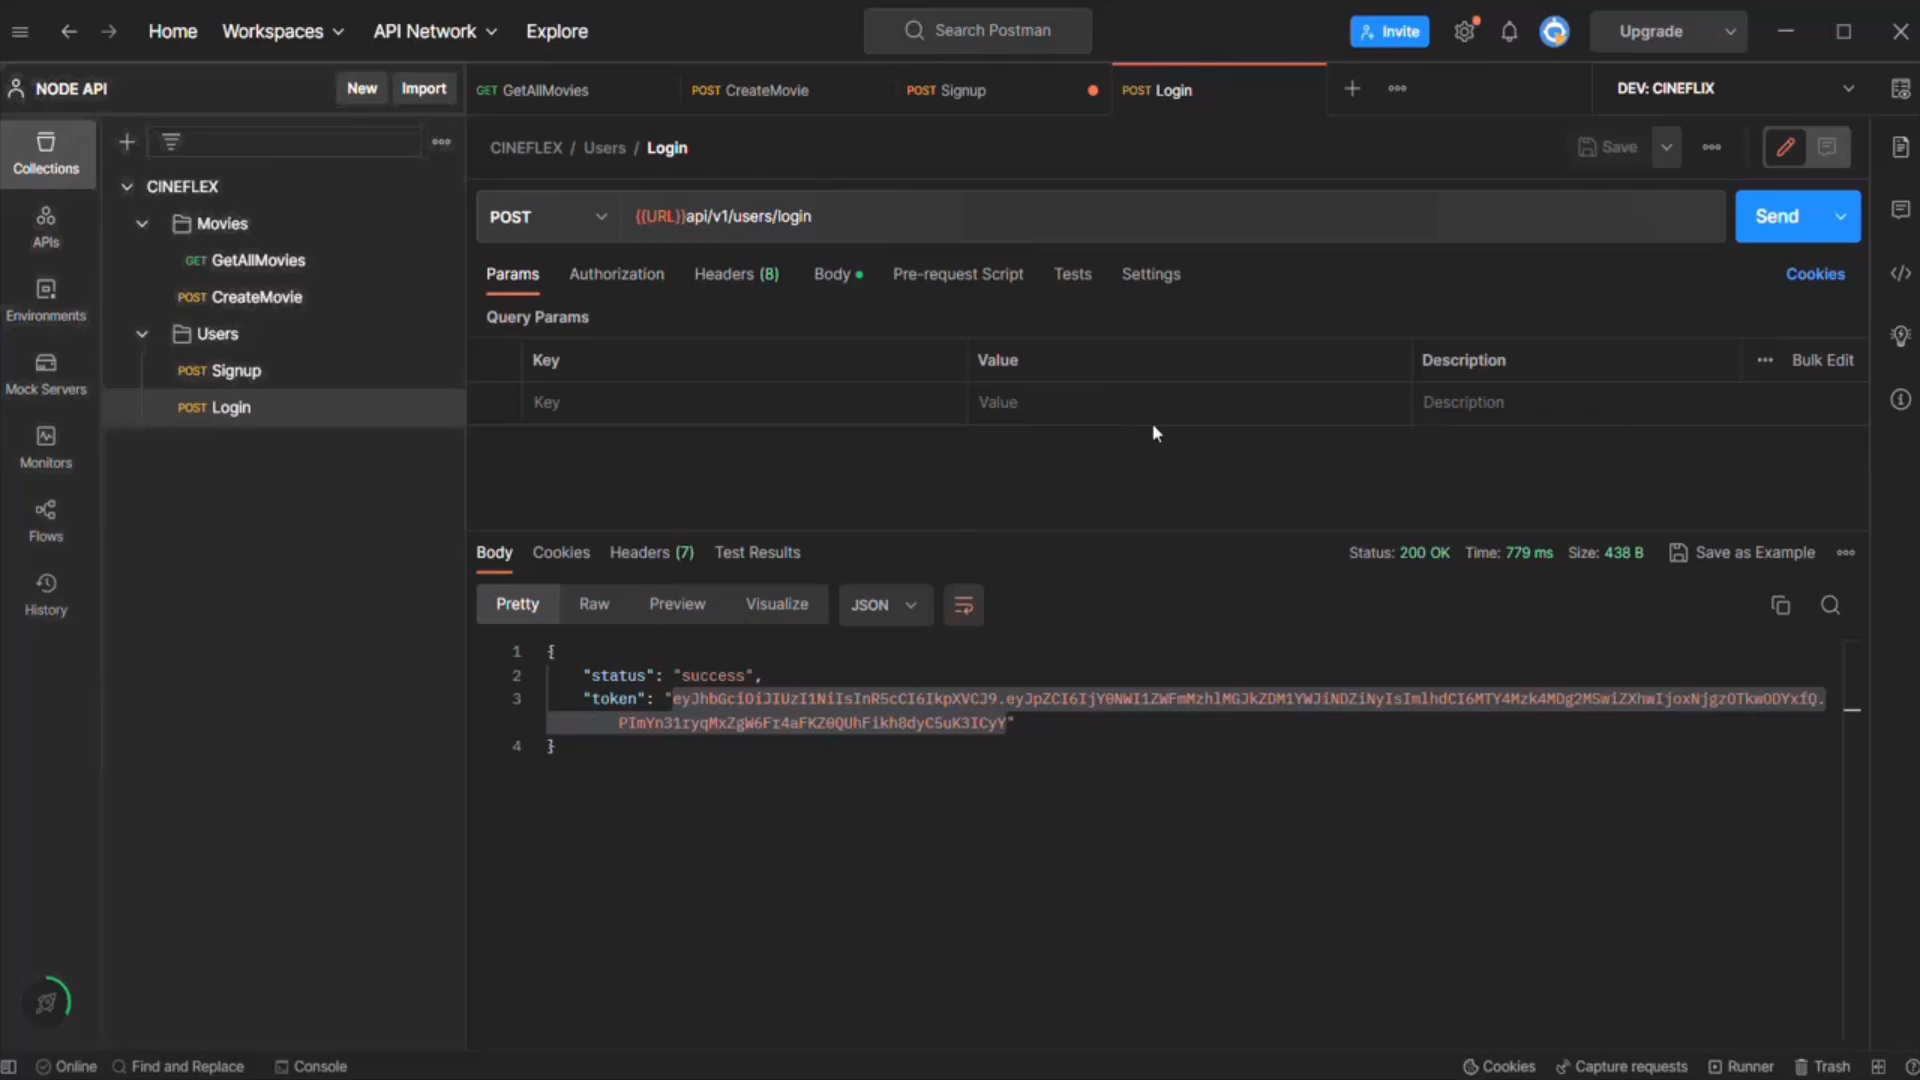 Home Workspaces API Network Explore Search Postman Invite Upgrade
NODE API New Import GET GetAllMovies POST CreateMovie POST Signup POST Login DEV: CINEFLIX
Collections
CINEFLEX / Users / Login Save
CINEFLEX
Movies
GET GetAllMovies
POST CreateMovie
Users
POST Signup
POST Login
APIs
Environments
Mock Servers
Monitors
Flows
History
POST {{URL}}api/v1/users/login Send
Params Authorization Headers (8) Body Pre-request Script Tests Settings Cookies
Query Params
Key Value Description Bulk Edit
Key Value Description
Body Cookies Headers (7) Test Results Status: 200 OK Time: 779 ms Size: 438 B Save as Example
Pretty Raw Preview Visualize JSON
1 {
2 "status": "success",
3 "token": "eyJhbGciOiJIUzI1NiIsInR5cCI6IkpXVCJ9.eyJpZCI6IjY0NWI1ZWFmMzhlMGJkZDM1YWJiNDZiNyIsImlhdCI6MTY4Mzk4MDg2MSwiZXhwIjoxNjgzOTkwODYxfQ.
PImYn31ryqMxZgW6Fr4aFKZ0QUhFikh8dyC5uK3ICyY"
4 }
Online Find and Replace Console Cookies Capture requests Runner Trash